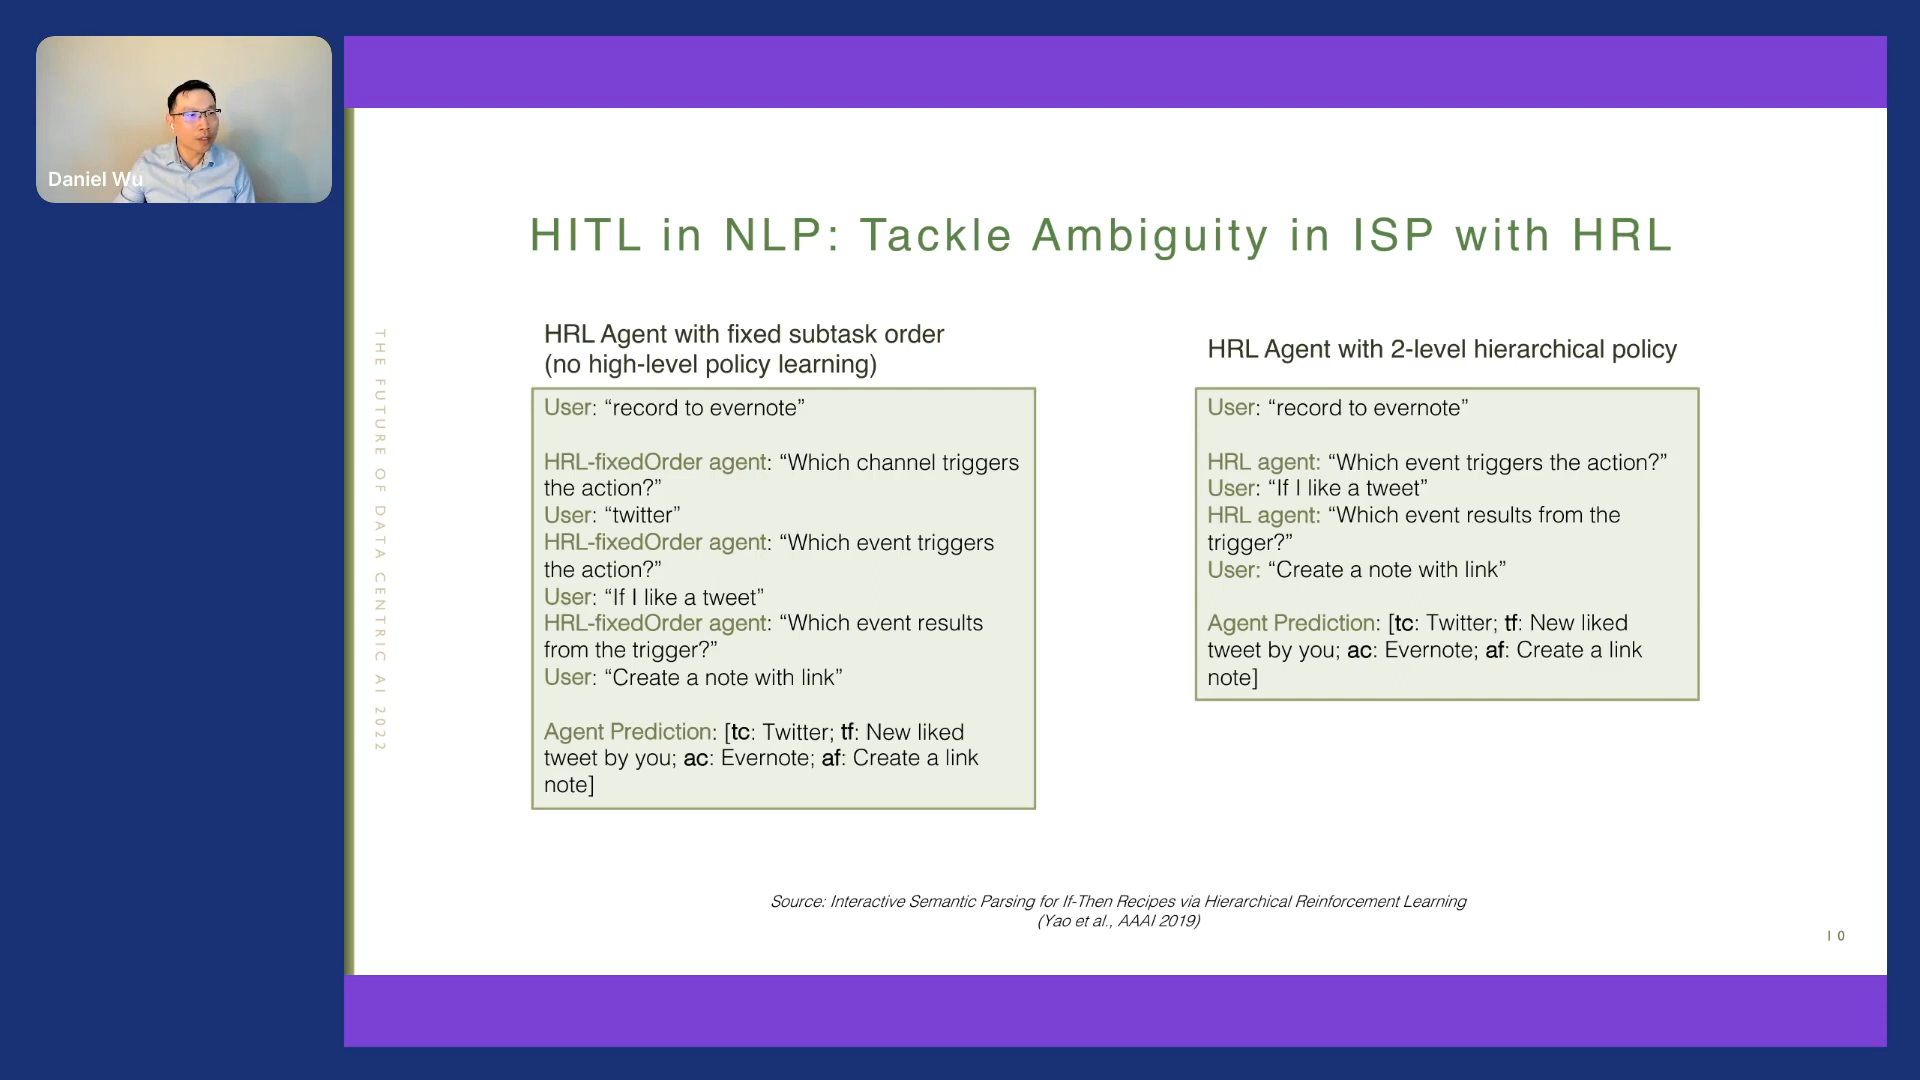 Daniel Wu
THE FUTURE OF DATA CENTRIC AI 2022
HITL in NLP: Tackle Ambiguity in ISP with HRL
HRL Agent with fixed subtask order
(no high-level policy learning)
User: “record to evernote”
HRL-fixedOrder agent: “Which channel triggers
the action?”
User: “twitter”
HRL-fixedOrder agent: “Which event triggers
the action?”
User: “If I like a tweet”
HRL-fixedOrder agent: “Which event results
from the trigger?”
User: “Create a note with link”
Agent Prediction: [tc: Twitter; tf: New liked
tweet by you; ac: Evernote; af: Create a link
note]
HRL Agent with 2-level hierarchical policy
User: “record to evernote”
HRL agent: “Which event triggers the action?”
User: “If I like a tweet”
HRL agent: “Which event results from the
trigger?”
User: “Create a note with link”
Agent Prediction: [tc: Twitter; tf: New liked
tweet by you; ac: Evernote; af: Create a link
note]
Source: Interactive Semantic Parsing for If-Then Recipes via Hierarchical Reinforcement Learning
(Yao et al., AAAI 2019)
10